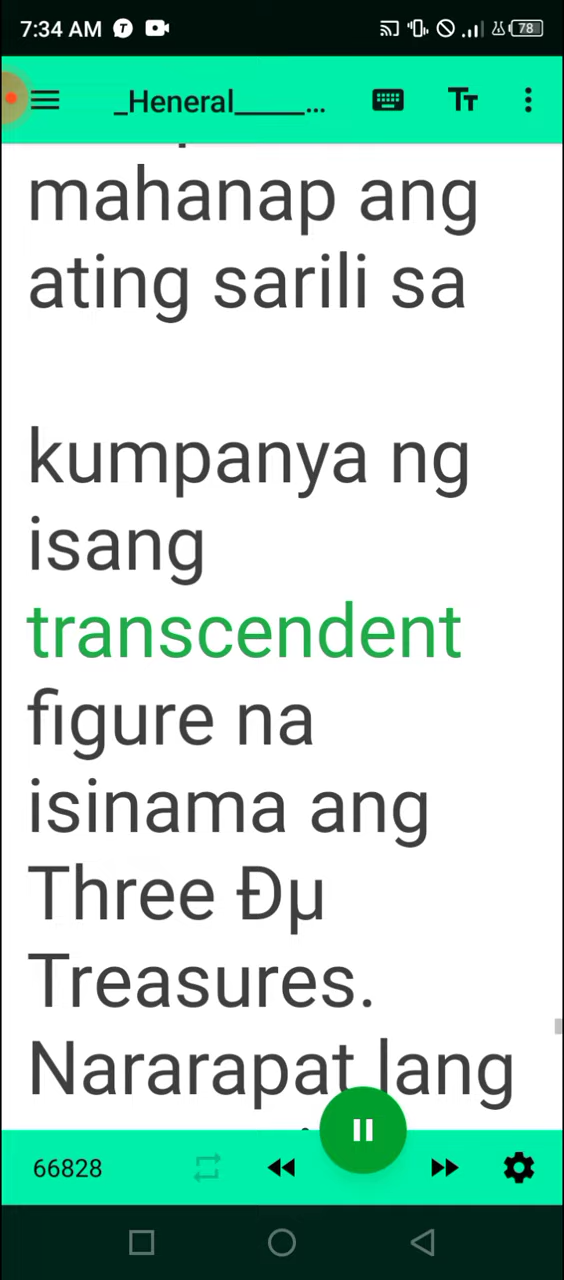 7:34 AM
78
_Heneral_____...
mahanap ang
ating sarili sa
kumpanya ng
isang
transcendent
figure na
isinama ang
Three Đµ
Treasures.
Nararapat lang
66828